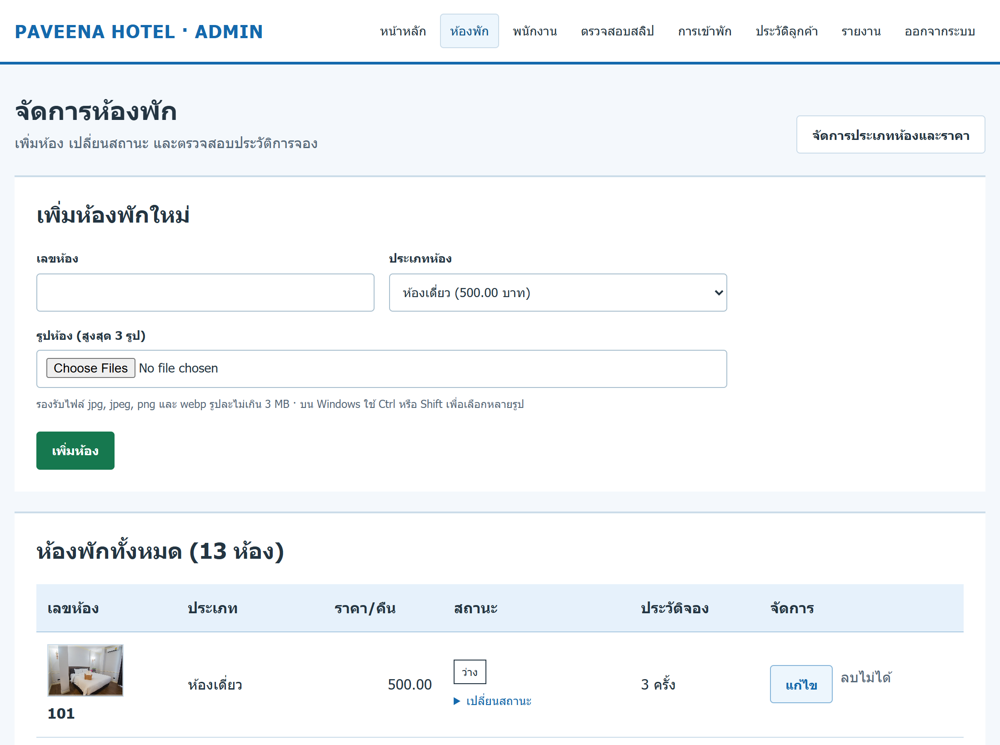 PAVEENA HOTEL · ADMIN
หน้าหลัก
ห้องพัก
พนักงาน
ตรวจสอบสลิป
การเข้าพัก
ประวัติลูกค้า
รายงาน
ออกจากระบบ
จัดการห้องพัก
เพิ่มห้อง เปลี่ยนสถานะ และตรวจสอบประวัติการจอง
จัดการประเภทห้องและราคา
เพิ่มห้องพักใหม่
เลขห้อง
ประเภทห้อง
ห้องเดี่ยว (500.00 บาท)
รูปห้อง (สูงสุด 3 รูป)
Choose Files No file chosen
รองรับไฟล์ jpg, jpeg, png และ webp รูปละไม่เกิน 3 MB · บน Windows ใช้ Ctrl หรือ Shift เพื่อเลือกหลายรูป
เพิ่มห้อง
ห้องพักทั้งหมด (13 ห้อง)
เลขห้อง ประเภท ราคา/คืน สถานะ ประวัติจอง จัดการ
101
ห้องเดี่ยว
500.00
ว่าง
เปลี่ยนสถานะ
3 ครั้ง
แก้ไข
ลบไม่ได้